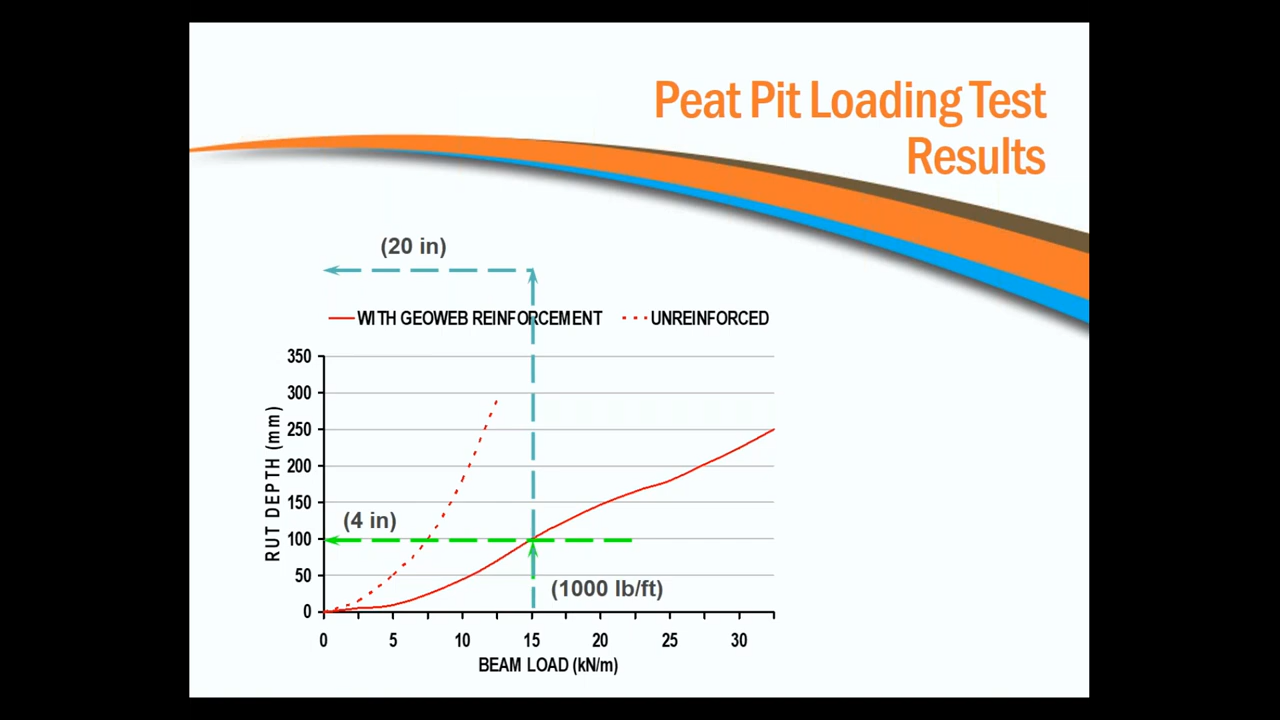 Peat Pit Loading Test
Results
(20 in)
WITH GEOWEB REINFORCEMENT UNREINFORCED
350
300
250
200
150
100
50
0
RUT DEPTH (mm)
(4 in)
(1000 lb/ft)
0 5 10 15 20 25 30
BEAM LOAD (kN/m)